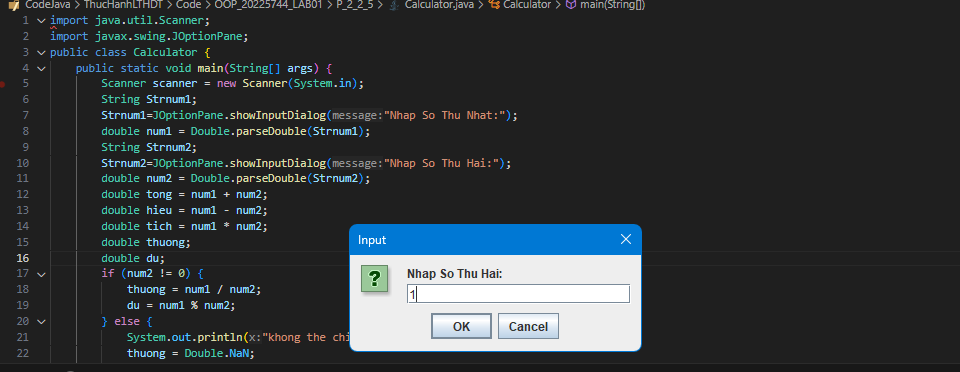 CodeJava > ThucHanhLTHDT > Code > OOP_20225744_LAB01 > P_2_2_5 > Calculator.java > Calculator > main(String[])
1 import java.util.Scanner;
2 import javax.swing.JOptionPane;
3 public class Calculator {
4 public static void main(String[] args) {
5 Scanner scanner = new Scanner(System.in);
6 String Strnum1;
7 Strnum1=JOptionPane.showInputDialog(message:"Nhap So Thu Nhat:");
8 double num1 = Double.parseDouble(Strnum1);
9 String Strnum2;
10 Strnum2=JOptionPane.showInputDialog(message:"Nhap So Thu Hai:");
11 double num2 = Double.parseDouble(Strnum2);
12 double tong = num1 + num2;
13 double hieu = num1 - num2;
14 double tich = num1 * num2;
15 double thuong;
16 double du;
17 if (num2 != 0) {
18 thuong = num1 / num2;
19 du = num1 % num2;
20 } else {
21 System.out.println(x:"khong the chi
22 thuong = Double.NaN;
Input
Nhap So Thu Hai:
1
OK Cancel